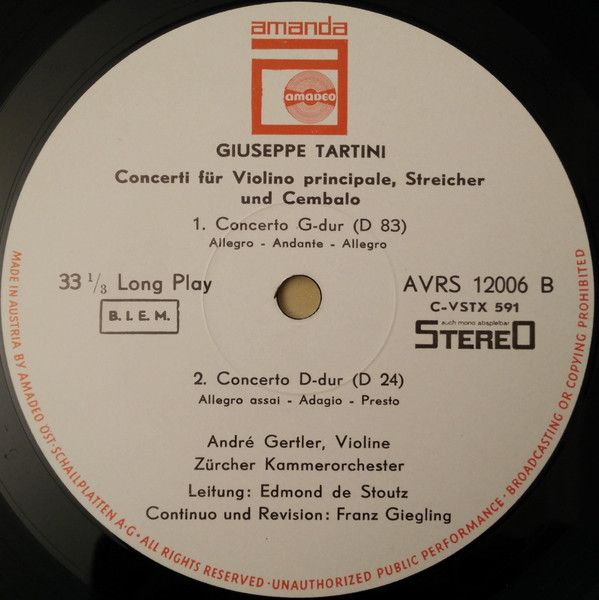 amanda
amadeo
GIUSEPPE TARTINI
Concerti für Violino principale, Streicher
und Cembalo
1. Concerto G-dur (D 83)
Allegro - Andante - Allegro
33 1/3 Long Play
B. I. E. M.
AVRS 12006 B
C-VSTX 591
auch mono abspielbar
STEREO
2. Concerto D-dur (D 24)
Allegro assai - Adagio - Presto
André Gertler, Violine
Zürcher Kammerorchester
Leitung: Edmond de Stoutz
Continuo und Revision: Franz Giegling
MADE IN AUSTRIA BY AMADEO ÖST. SCHALLPLATTEN A·G · ALL RIGHTS RESERVED · UNAUTHORIZED PUBLIC PERFORMANCE · BROADCASTING OR COPYING PROHIBITED